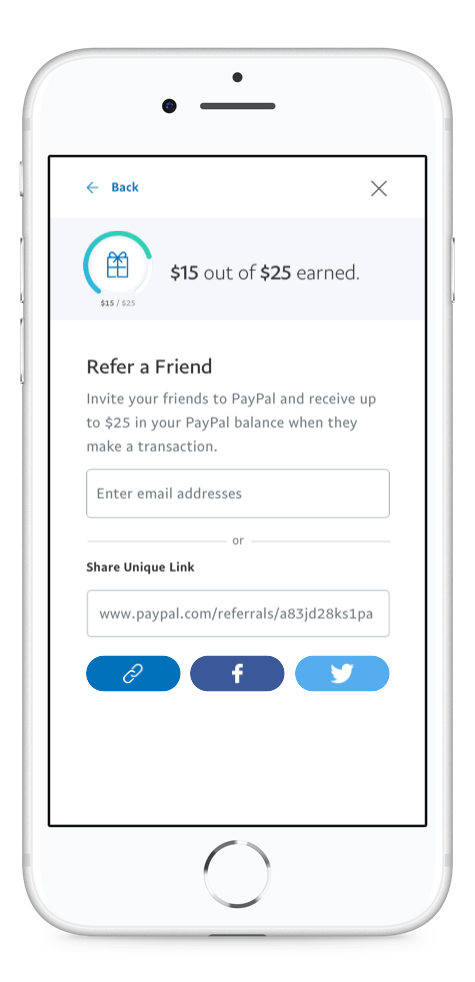 Back
$15 out of $25 earned.
$15 / $25
Refer a Friend
Invite your friends to PayPal and receive up
to $25 in your PayPal balance when they
make a transaction.
Enter email addresses
or
Share Unique Link
www.paypal.com/referrals/a83jd28ks1pa